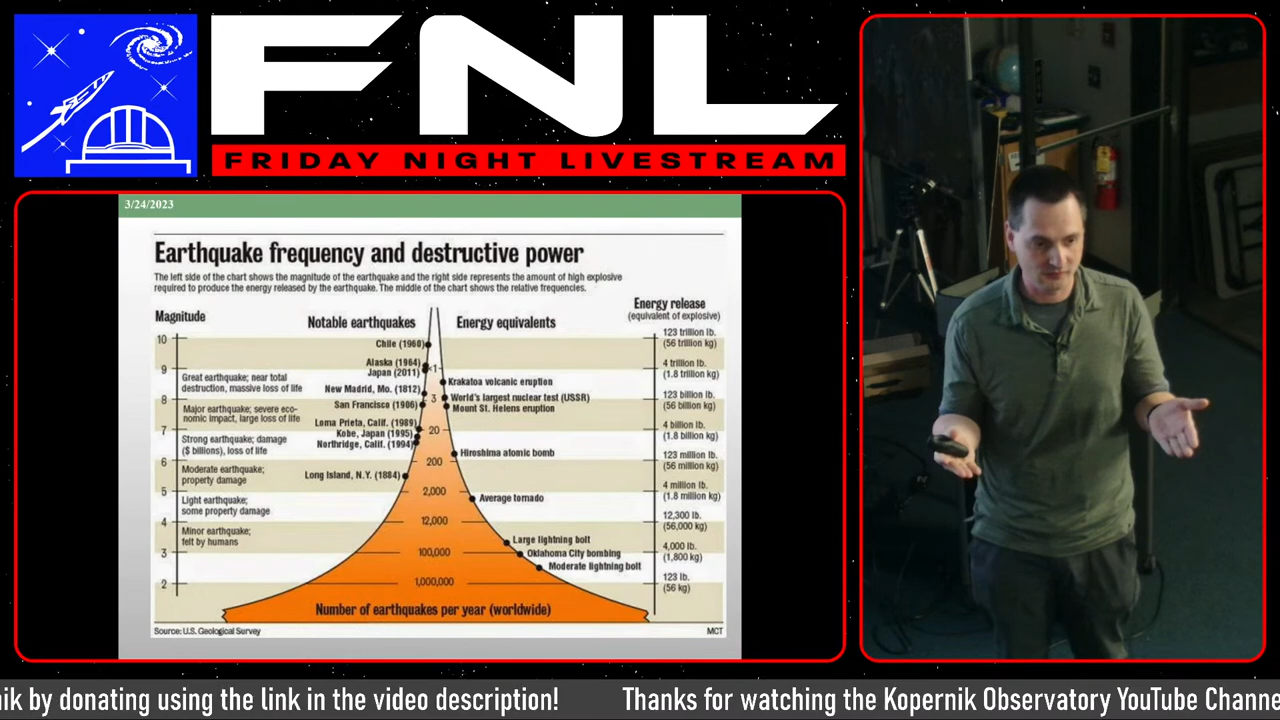 FNL
FRIDAY NIGHT LIVESTREAM
3/24/2023
Earthquake frequency and destructive power
The left side of the chart shows the magnitude of the earthquake and the right side represents the amount of high explosive
required to produce the energy released by the earthquake. The middle of the chart shows the relative frequencies.
Magnitude
Notable earthquakes
Energy equivalents
Energy release
(equivalent of explosive)
10
Chile (1960)
123 trillion lb.
(56 trillion kg)
Alaska (1964)
Japan (2011)
9
<1
4 trillion lb.
(1.8 trillion kg)
Great earthquake; near total
destruction, massive loss of life
New Madrid, Mo. (1812)
Krakatoa volcanic eruption
8
3
World's largest nuclear test (USSR)
123 billion lb.
(56 billion kg)
Major earthquake; severe eco-
nomic impact, large loss of life
San Francisco (1906)
Mount St. Helens eruption
Loma Prieta, Calif. (1989)
7
20
4 billion lb.
(1.8 billion kg)
Strong earthquake; damage
($ billions), loss of life
Kobe, Japan (1995)
Northridge, Calif. (1994)
Hiroshima atomic bomb
6
200
123 million lb.
(56 million kg)
Moderate earthquake;
property damage
Long Island, N.Y. (1884)
5
2,000
Average tornado
4 million lb.
(1.8 million kg)
Light earthquake;
some property damage
4
12,000
12,300 lb.
(56,000 kg)
Minor earthquake;
felt by humans
Large lightning bolt
3
100,000
Oklahoma City bombing
4,000 lb.
(1,800 kg)
Moderate lightning bolt
2
1,000,000
123 lb.
(56 kg)
Number of earthquakes per year (worldwide)
Source: U.S. Geological Survey
MCT
nik by donating using the link in the video description! Thanks for watching the Kopernik Observatory YouTube Channe